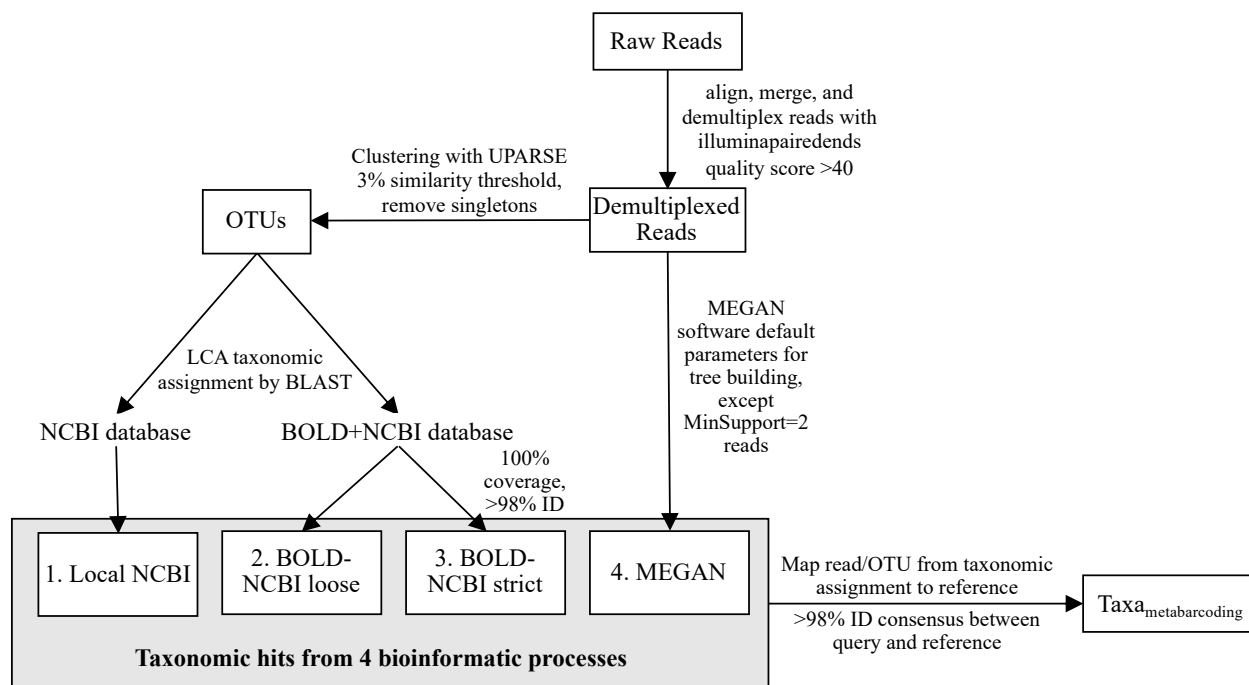 Raw Reads
align, merge, and
demultiplex reads with
illuminapairedends
quality score >40
Clustering with UPARSE
3% similarity threshold,
remove singletons
OTUs
Demultiplexed
Reads
LCA taxonomic
assignment by BLAST
MEGAN
software default
parameters for
tree building,
except
MinSupport=2
reads
NCBI database
BOLD+NCBI database
100%
coverage,
>98% ID
1. Local NCBI
2. BOLD-
NCBI loose
3. BOLD-
NCBI strict
4. MEGAN
Taxonomic hits from 4 bioinformatic processes
Map read/OTU from taxonomic
assignment to reference
>98% ID consensus between
query and reference
Taxametabarcoding